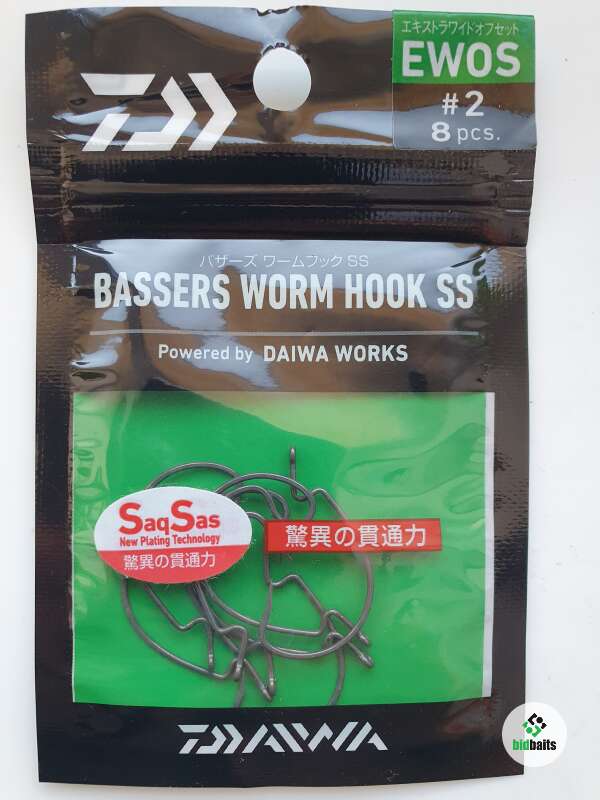 エキストラワイドオフセット
EWOS
#2
8 pcs.
バサーズ ワームフック SS
BASSERS WORM HOOK SS
Powered by DAIWA WORKS
SaqSas
New Plating Technology
驚異の貫通力
驚異の貫通力
DAIWA
bidbaits